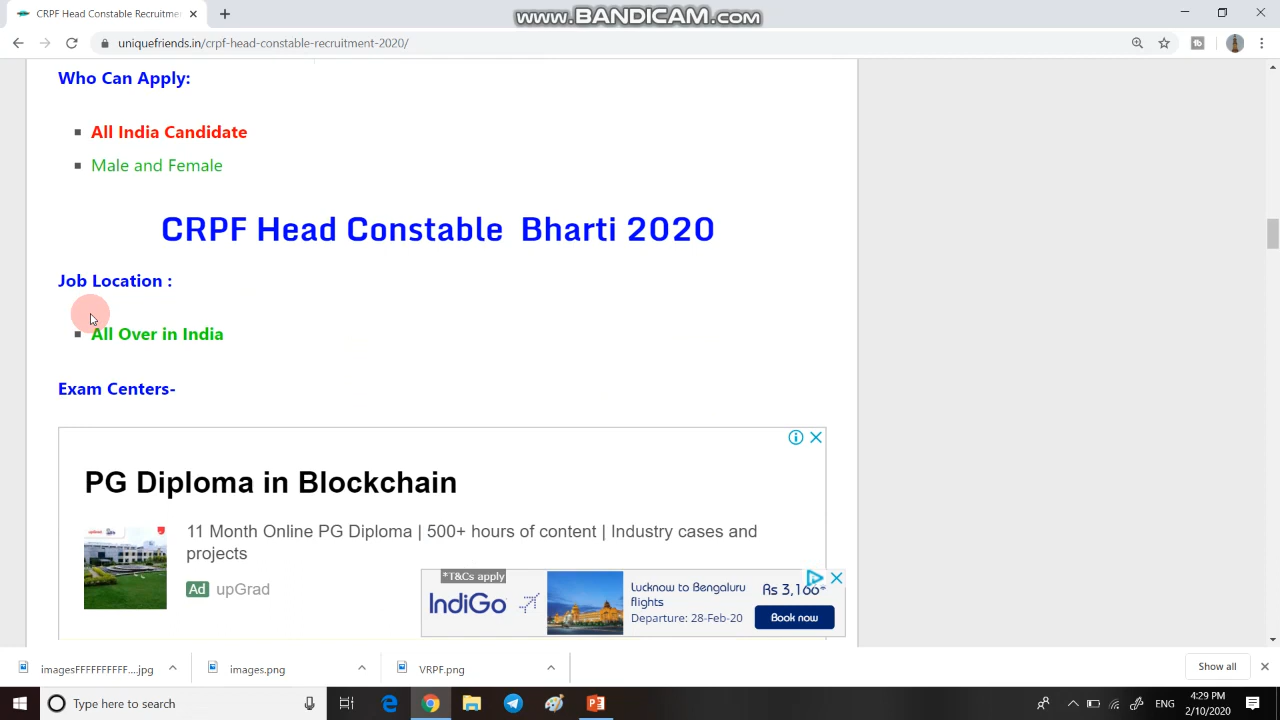 CRPF Head Constable Recruitment
WWW.BANDICAM.COM
uniquefriends.in/crpf-head-constable-recruitment-2020/
Who Can Apply:
All India Candidate
Male and Female
CRPF Head Constable Bharti 2020
Job Location :
All Over in India
Exam Centers-
PG Diploma in Blockchain
11 Month Online PG Diploma | 500+ hours of content | Industry cases and
projects
Ad upGrad
*T&Cs apply
IndiGo
Lucknow to Bengaluru
flights
Departure: 28-Feb-20
Rs 3,166*
Book now
imagesFFFFFFFFFF....jpg
images.png
VRPF.png
Show all
Type here to search
ENG
4:29 PM
2/10/2020